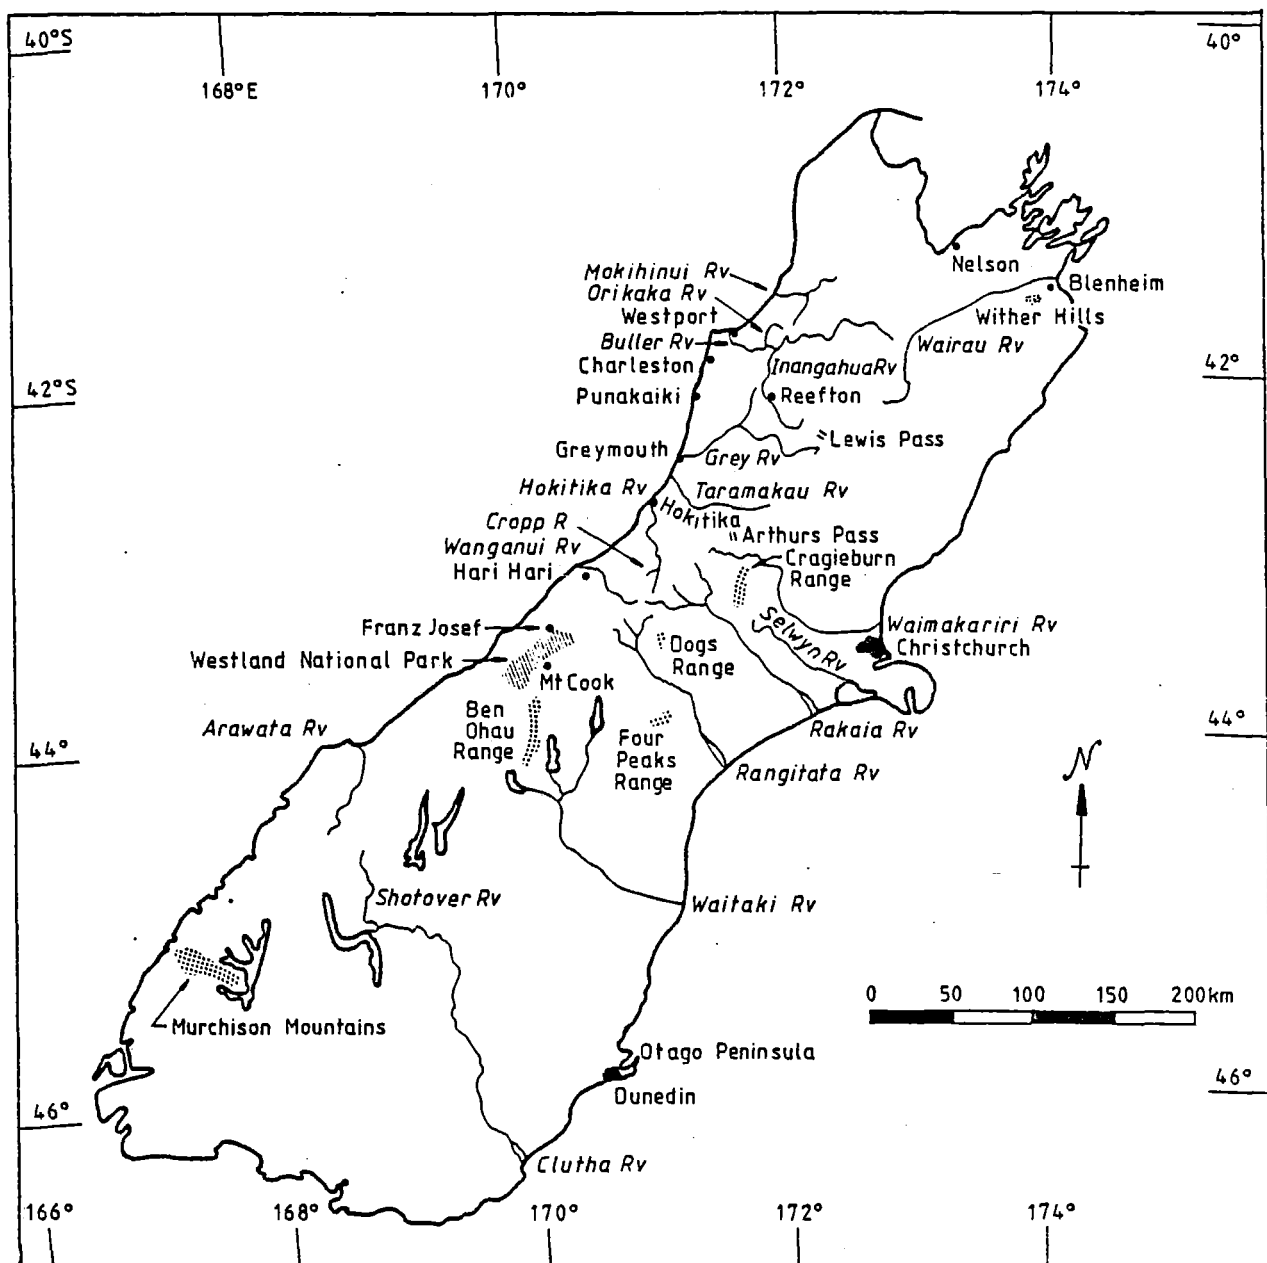 40°S
40°
168°E
170°
172°
174°
Nelson
Mokihinui Rv
Orikaka Rv
Blenheim
Westport
Wither Hills
Buller Rv
Wairau Rv
Charleston
InangahuaRv
42°S
42°
Punakaiki
Reefton
Lewis Pass
Greymouth
Grey Rv
Hokitika Rv
Taramakau Rv
Hokitika
Cropp R
Arthurs Pass
Wanganui Rv
Cragieburn
Range
Hari Hari
Selwyn Rv
Waimakariri Rv
Christchurch
Franz Josef
Westland National Park
Dogs
Range
Mt Cook
Ben
Ohau
Range
Arawata Rv
Four
Peaks
Range
Rakaia Rv
44°
44°
Rangitata Rv
N
Shotover Rv
Waitaki Rv
0 50 100 150 200km
Murchison Mountains
Otago Peninsula
Dunedin
46°
46°
Clutha Rv
166°
168°
170°
172°
174°